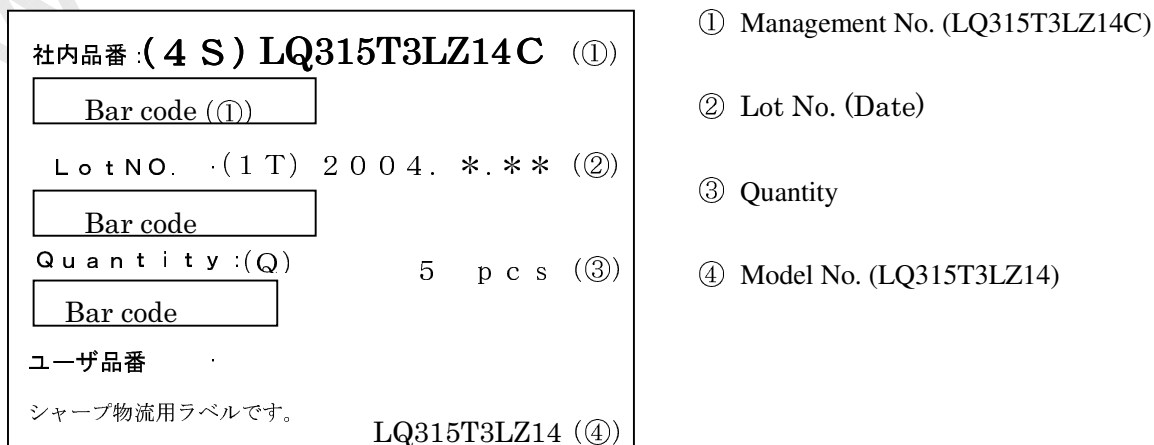 社内品番:(4S) LQ315T3LZ14C (①)
Bar code (①)
LotNO. ・(1T) 2004. *.** (②)
Bar code
Quantity:(Q) 5 pcs (③)
Bar code
ユーザ品番 ・
シャープ物流用ラベルです。
LQ315T3LZ14 (④)
① Management No. (LQ315T3LZ14C)
② Lot No. (Date)
③ Quantity
④ Model No. (LQ315T3LZ14)